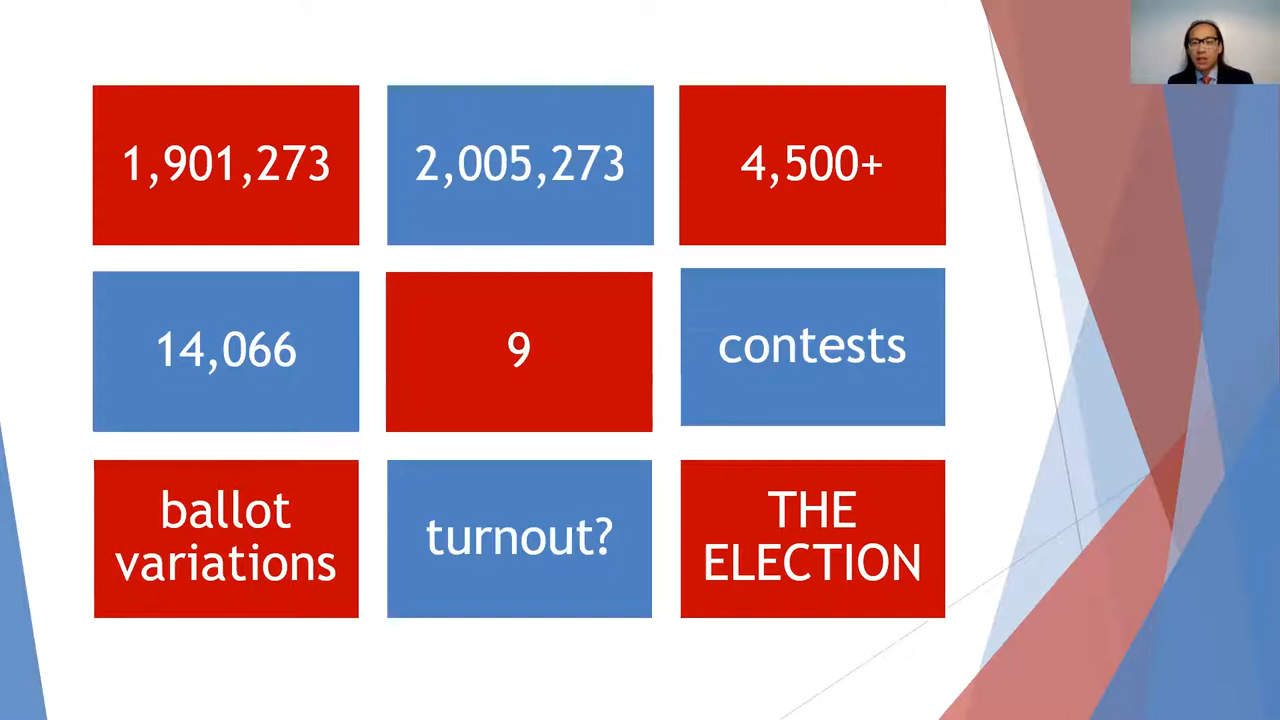 1,901,273
2,005,273
4,500+
14,066
9
contests
ballot
variations
turnout?
THE
ELECTION